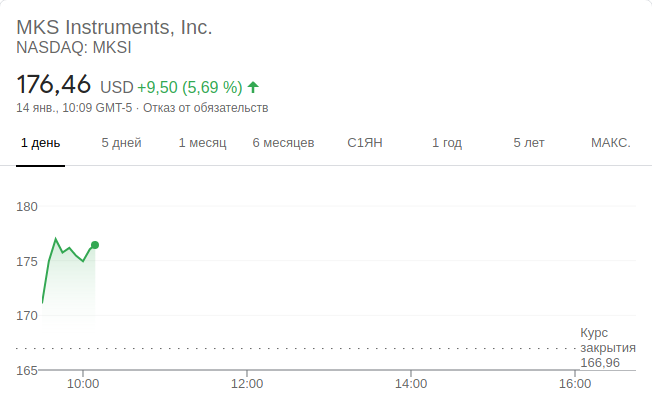 MKS Instruments, Inc.
NASDAQ: MKSI
176,46 USD +9,50 (5,69 %)
14 янв., 10:09 GMT-5 · Отказ от обязательств
1 день 5 дней 1 месяц 6 месяцев С1ЯН 1 год 5 лет МАКС.
180
175
170
Курс
закрытия
166,96
165
10:00 12:00 14:00 16:00